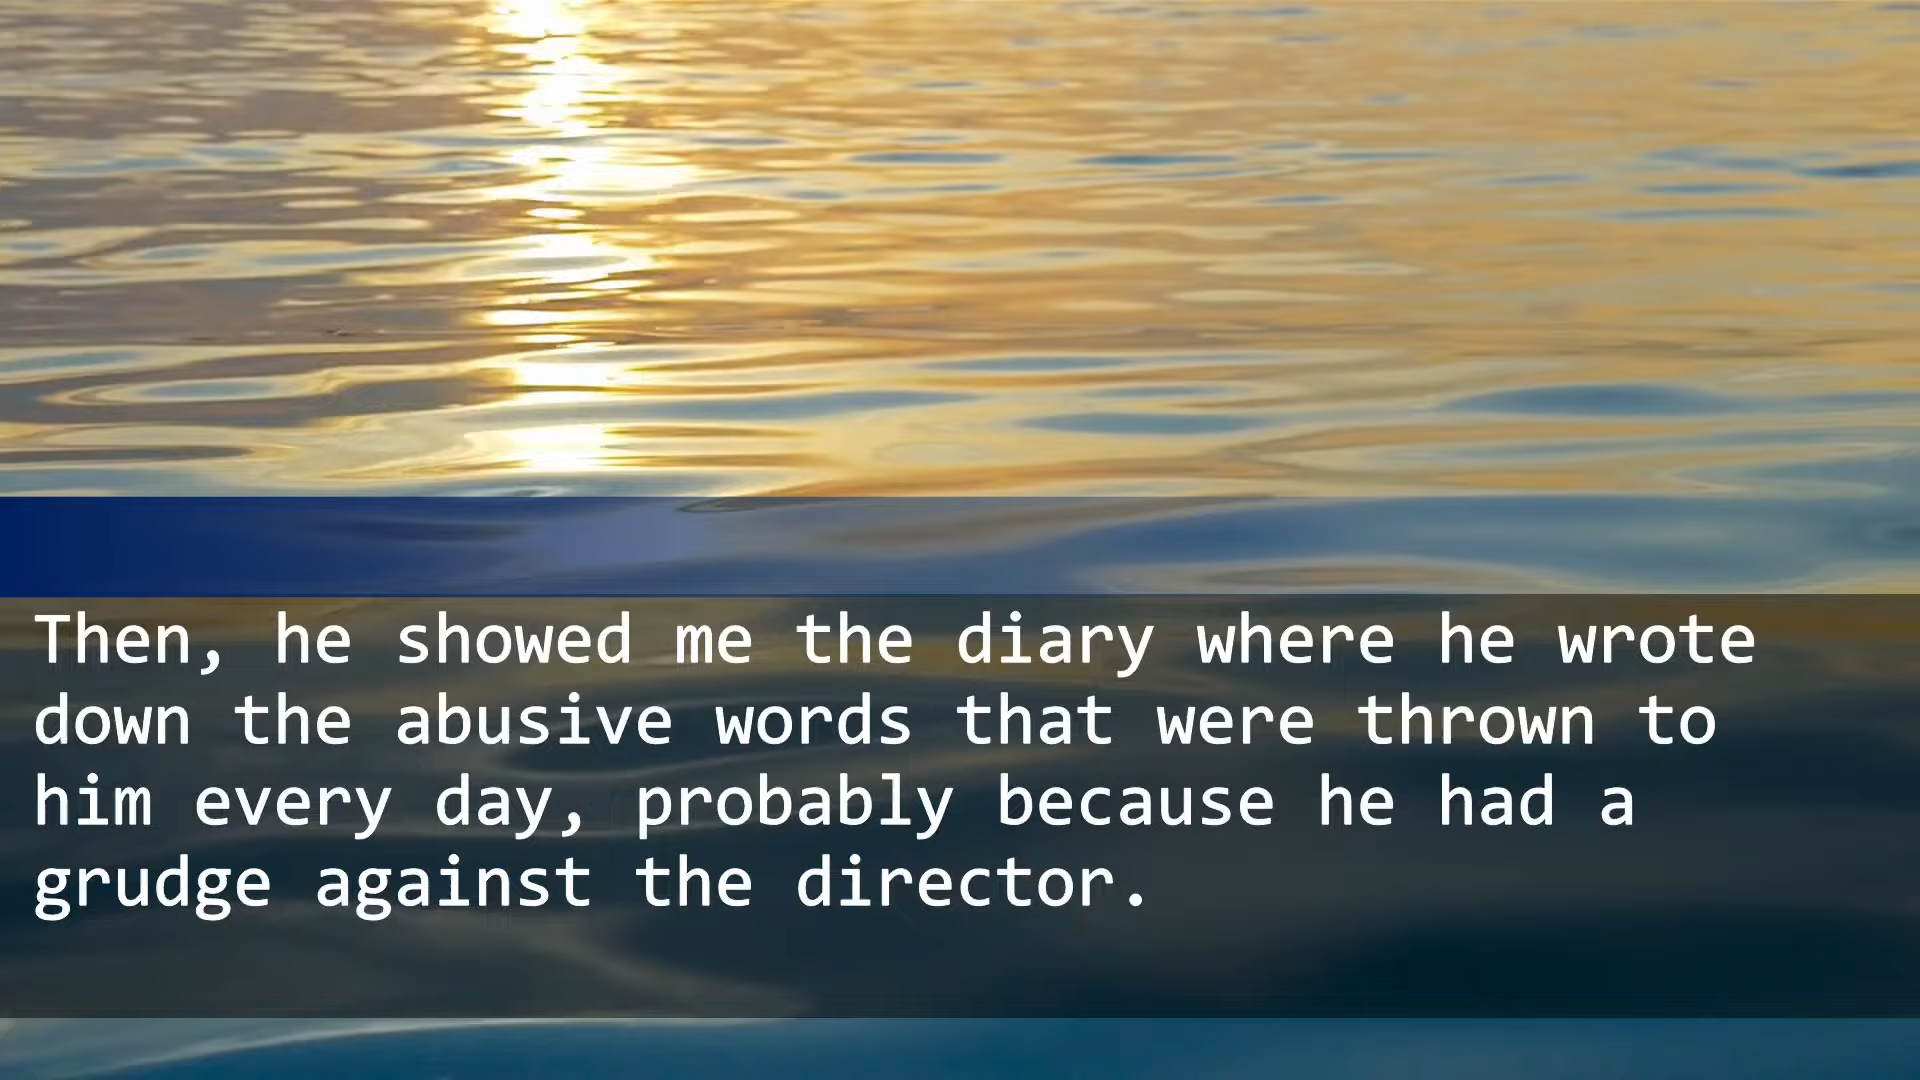 Then, he showed me the diary where he wrote
down the abusive words that were thrown to
him every day, probably because he had a
grudge against the director.